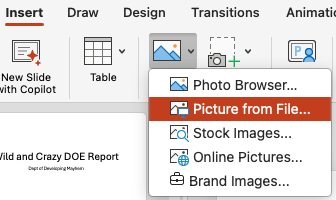 Insert Draw Design Transitions Animatio
New Slide
with Copilot
Table
Photo Browser...
Picture from File...
Stock Images...
Online Pictures...
Brand Images...
Wild and Crazy DOE Report
Dept of Developing Mayhem